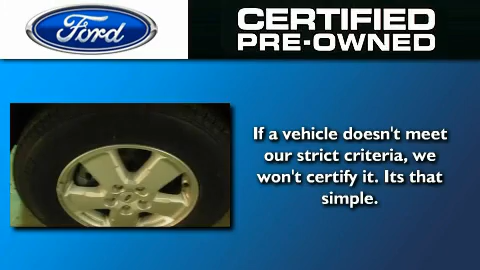 Ford
CERTIFIED
PRE-OWNED
If a vehicle doesn't meet
our strict criteria, we
won't certify it. Its that
simple.